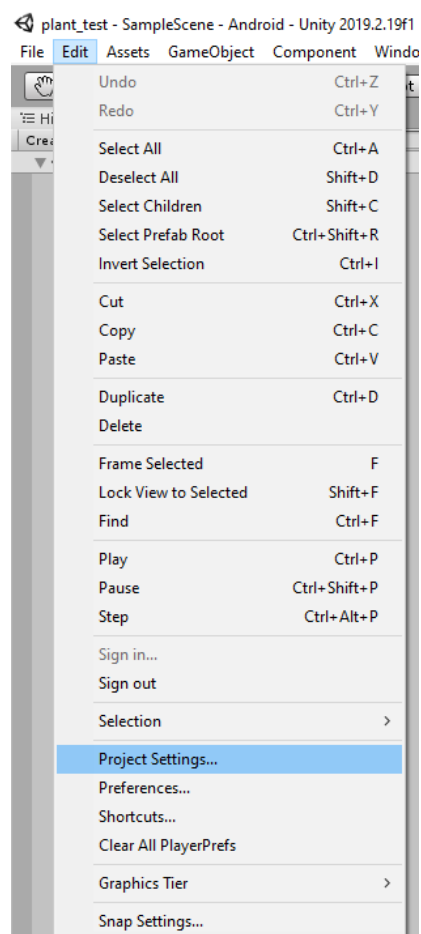 plant_test - SampleScene - Android - Unity 2019.2.19f1
File Edit Assets GameObject Component Windo
Undo Ctrl+Z
Redo Ctrl+Y
Hi
Crea
Select All Ctrl+A
Deselect All Shift+D
Select Children Shift+C
Select Prefab Root Ctrl+Shift+R
Invert Selection Ctrl+I
Cut Ctrl+X
Copy Ctrl+C
Paste Ctrl+V
Duplicate Ctrl+D
Delete
Frame Selected F
Lock View to Selected Shift+F
Find Ctrl+F
Play Ctrl+P
Pause Ctrl+Shift+P
Step Ctrl+Alt+P
Sign in...
Sign out
Selection >
Project Settings...
Preferences...
Shortcuts...
Clear All PlayerPrefs
Graphics Tier >
Snap Settings...